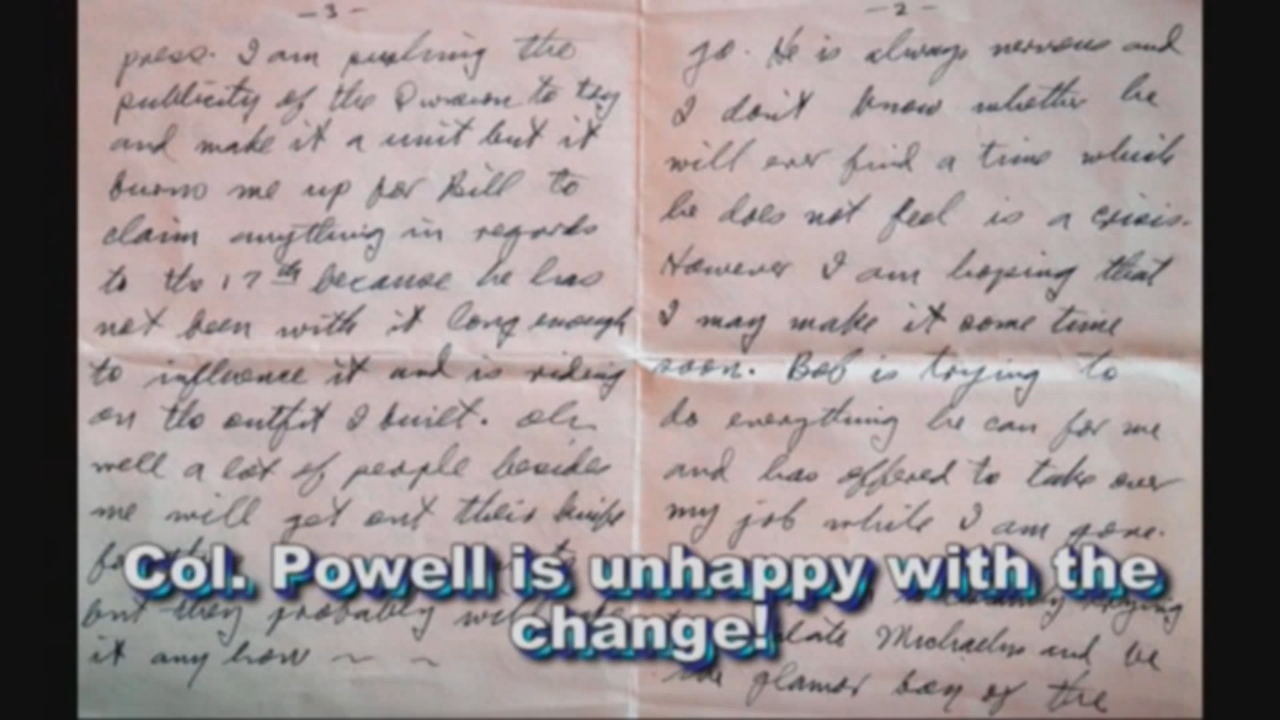 - 3 -
press. I am pushing the
publicity of the Division to try
and make it a unit but it
burns me up for Bill to
claim anything in regards
to the 17th because he has
not been with it long enough
to influence it and is riding
on the outfit I built. oh
well a lot of people besides
me will get out their knife
but they probably
it any how ~ ~
- 2 -
go. He is always nervous and
I don't know whether he
will ever find a time which
he does not feel is a crisis.
However I am hoping that
I may make it some time
soon. Bob is trying to
do everything he can for me
and has offered to take over
my job while I am gone.
trying
Michaelis and be
the glamor boy of the
Col. Powell is unhappy with the
change!